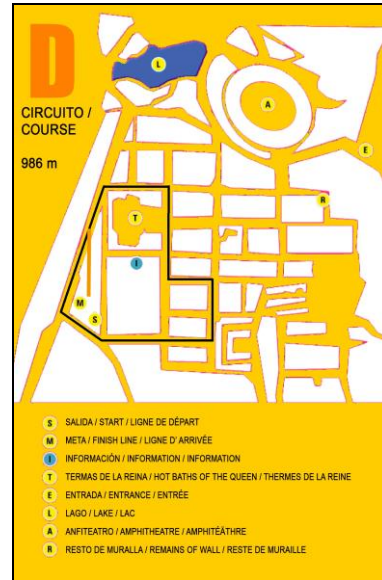 D
CIRCUITO /
COURSE
986 m
L
A
E
R
T
I
M
S
S SALIDA / START / LIGNE DE DÉPART
M META / FINISH LINE / LIGNE D' ARRIVÉE
I INFORMACIÓN / INFORMATION / INFORMATION
T TERMAS DE LA REINA / HOT BATHS OF THE QUEEN / THERMES DE LA REINE
E ENTRADA / ENTRANCE / ENTRÉE
L LAGO / LAKE / LAC
A ANFITEATRO / AMPHITHEATRE / AMPHITÉÂTHRE
R RESTO DE MURALLA / REMAINS OF WALL / RESTE DE MURAILLE